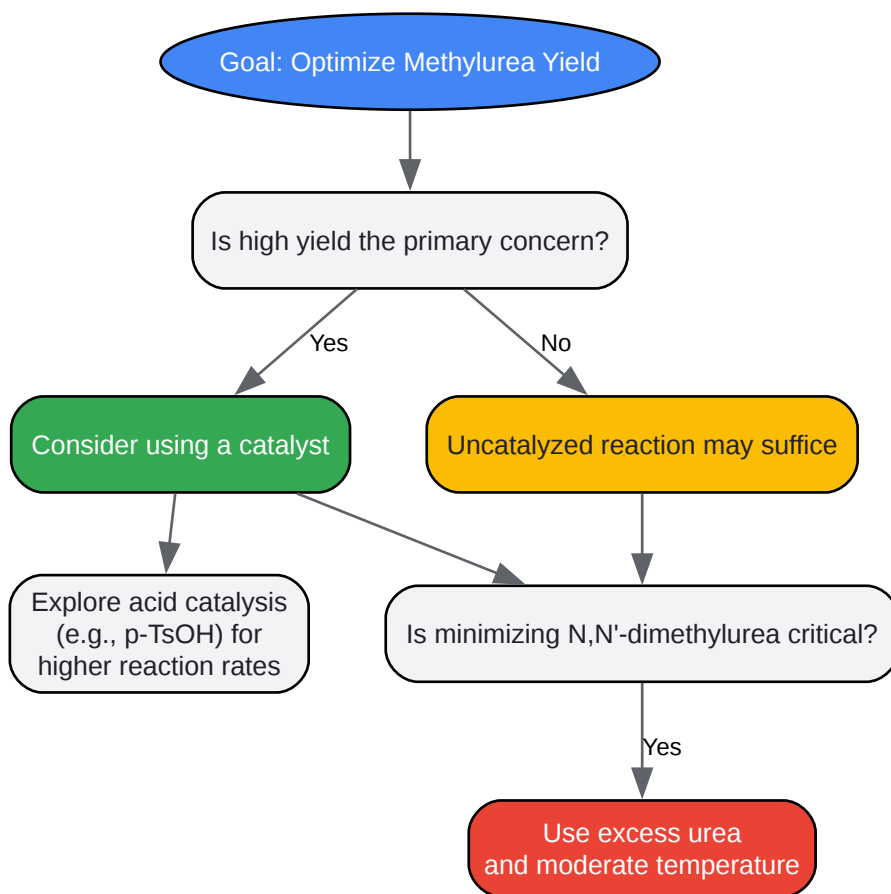 Goal: Optimize Methylurea Yield
Is high yield the primary concern?
Yes
No
Consider using a catalyst
Uncatalyzed reaction may suffice
Explore acid catalysis
(e.g., p-TsOH) for
higher reaction rates
Is minimizing N,N'-dimethylurea critical?
Yes
Use excess urea
and moderate temperature